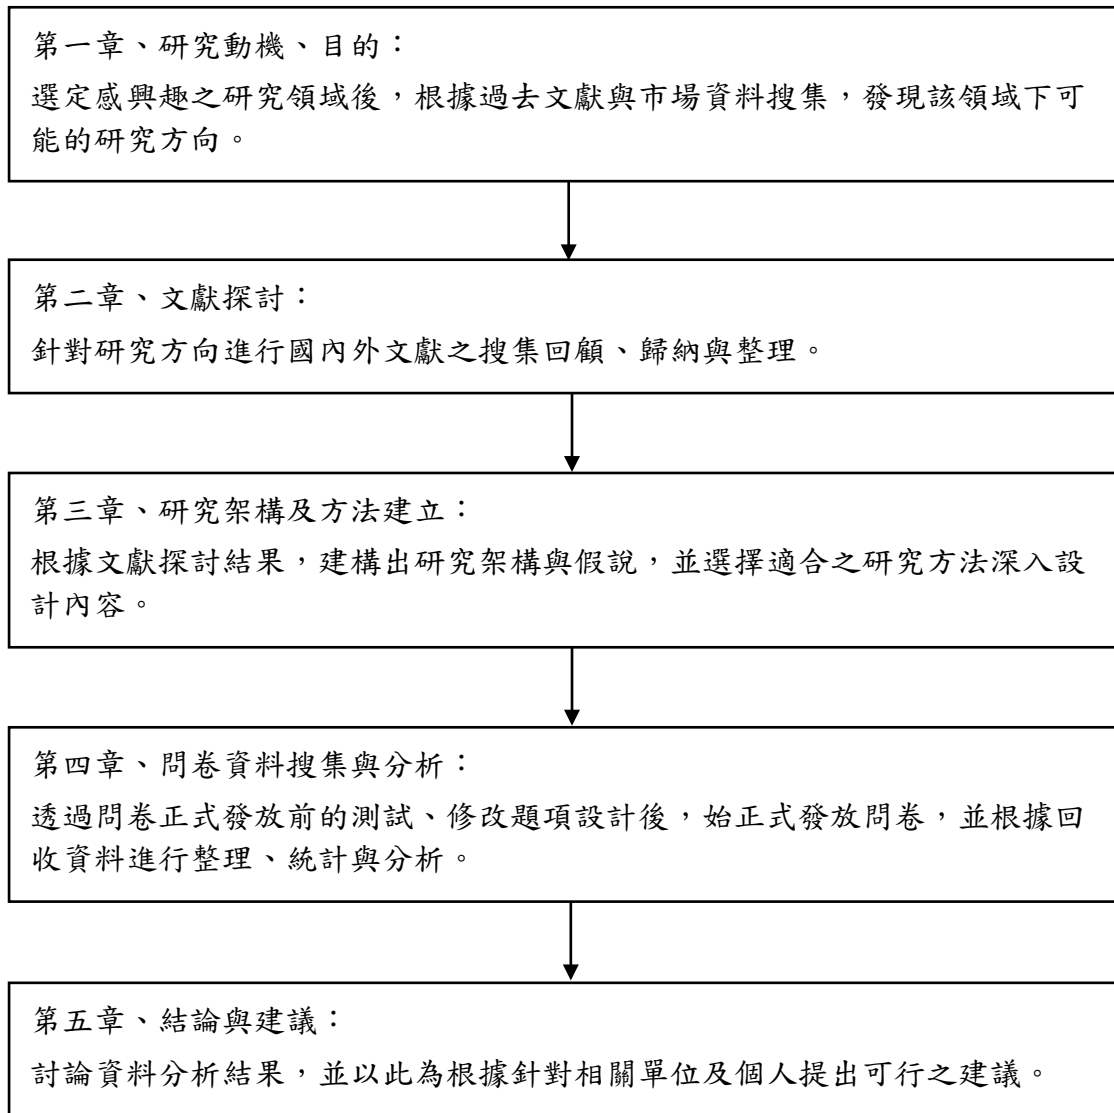 第一章、研究動機、目的：
選定感興趣之研究領域後，根據過去文獻與市場資料搜集，發現該領域下可
能的研究方向。
第二章、文獻探討：
針對研究方向進行國內外文獻之搜集回顧、歸納與整理。
第三章、研究架構及方法建立：
根據文獻探討結果，建構出研究架構與假說，並選擇適合之研究方法深入設
計內容。
第四章、問卷資料搜集與分析：
透過問卷正式發放前的測試、修改題項設計後，始正式發放問卷，並根據回
收資料進行整理、統計與分析。
第五章、結論與建議：
討論資料分析結果，並以此為根據針對相關單位及個人提出可行之建議。